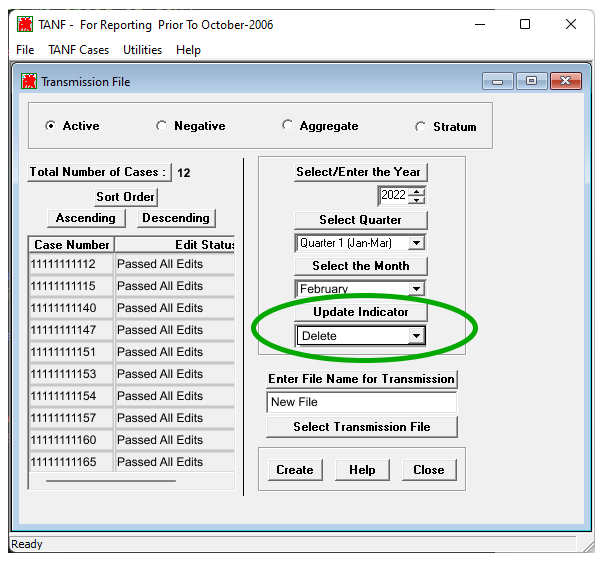 TANF - For Reporting Prior To October-2006
File TANF Cases Utilities Help
Transmission File
Active Negative Aggregate Stratum
Total Number of Cases : 12
Sort Order
Ascending Descending
Case Number Edit Status
11111111112 Passed All Edits
11111111115 Passed All Edits
11111111140 Passed All Edits
11111111147 Passed All Edits
11111111151 Passed All Edits
11111111153 Passed All Edits
11111111154 Passed All Edits
11111111157 Passed All Edits
11111111160 Passed All Edits
11111111165 Passed All Edits
Select/Enter the Year
2022
Select Quarter
Quarter 1 (Jan-Mar)
Select the Month
February
Update Indicator
Delete
Enter File Name for Transmission
New File
Select Transmission File
Create Help Close
Ready